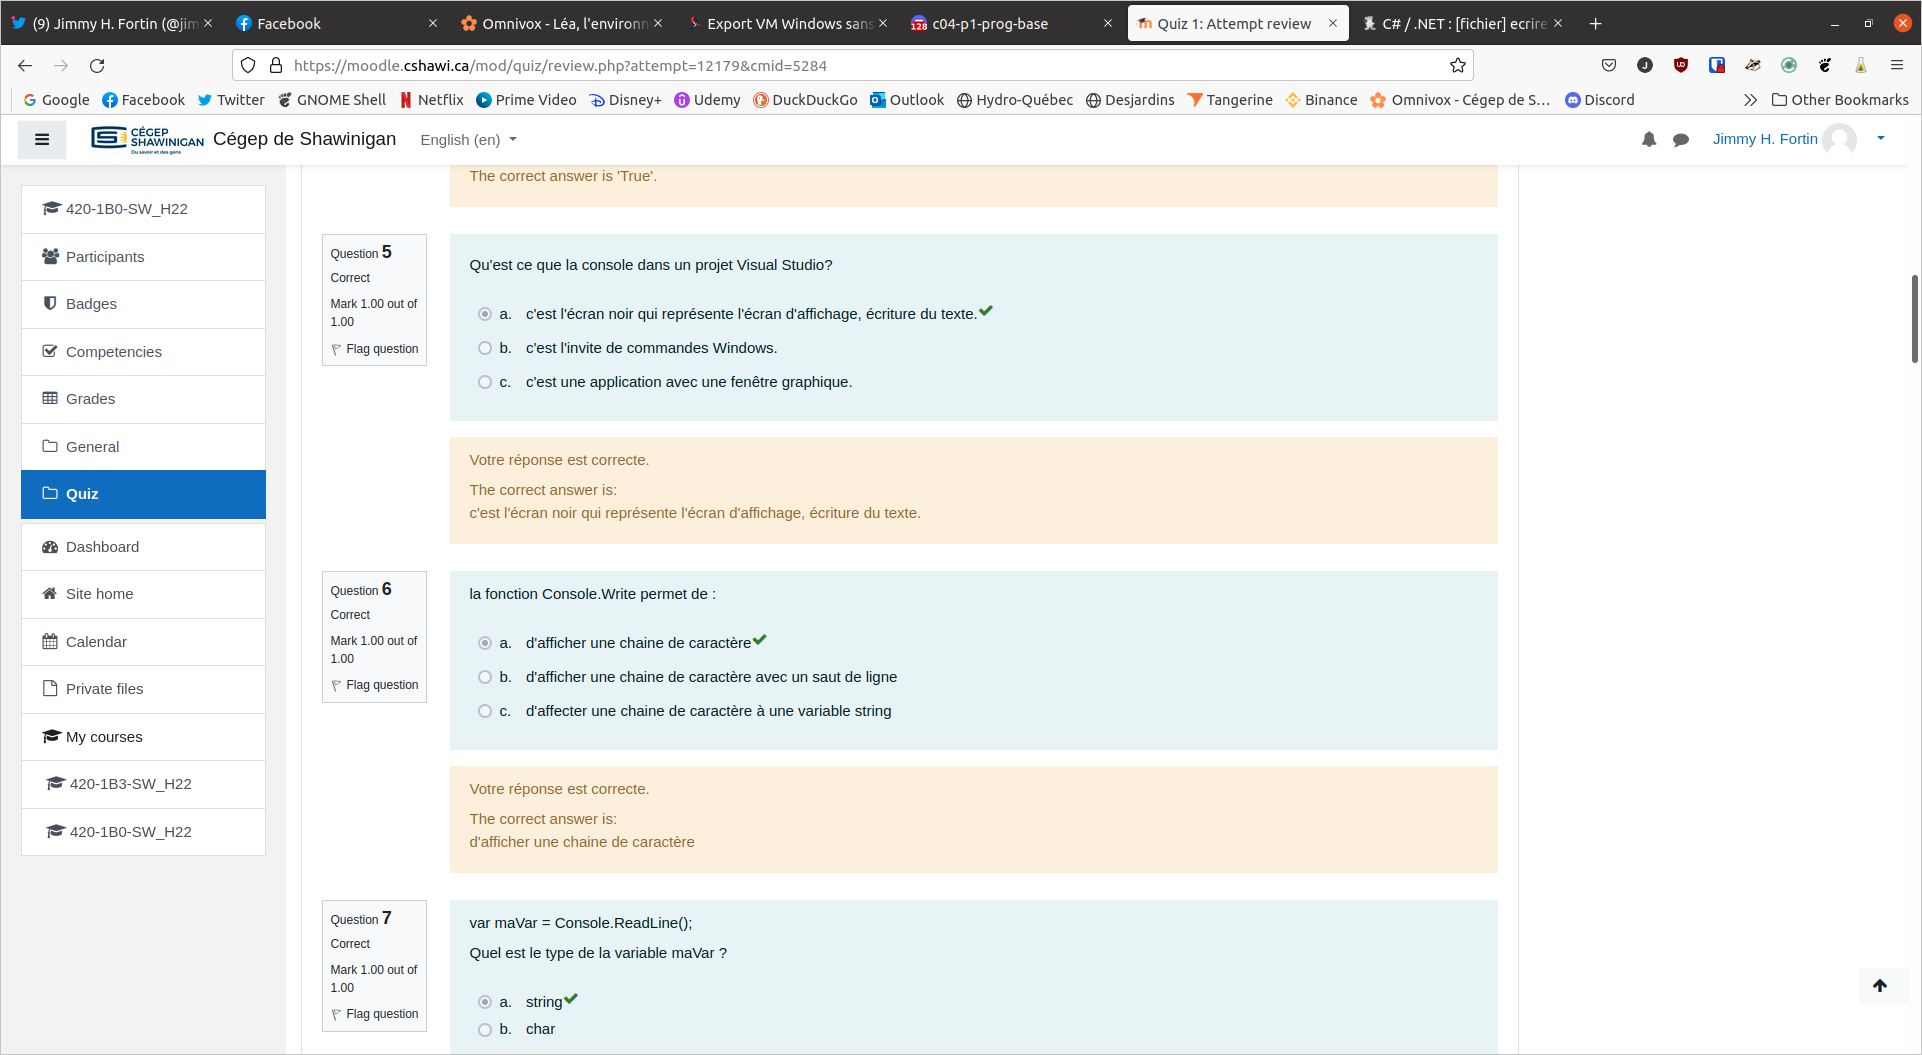 (9) Jimmy H. Fortin (@jim
Facebook
Omnivox - Léa, l'environn
Export VM Windows sans
c04-p1-prog-base
Quiz 1: Attempt review
C# / .NET : [fichier] ecrire
https://moodle.cshawi.ca/mod/quiz/review.php?attempt=12179&cmid=5284
Google
Facebook
Twitter
GNOME Shell
Netflix
Prime Video
Disney+
Udemy
DuckDuckGo
Outlook
Hydro-Québec
Desjardins
Tangerine
Binance
Omnivox - Cégep de S…
Discord
Other Bookmarks
CÉGEP
SHAWINIGAN
Du savoir et des gens
Cégep de Shawinigan
English (en)
Jimmy H. Fortin
420-1B0-SW_H22
Participants
Badges
Competencies
Grades
General
Quiz
Dashboard
Site home
Calendar
Private files
My courses
420-1B3-SW_H22
420-1B0-SW_H22
The correct answer is 'True'.
Question 5
Correct
Mark 1.00 out of
1.00
Flag question
Qu'est ce que la console dans un projet Visual Studio?
a. c'est l'écran noir qui représente l'écran d'affichage, écriture du texte.
b. c'est l'invite de commandes Windows.
c. c'est une application avec une fenêtre graphique.
Votre réponse est correcte.
The correct answer is:
c'est l'écran noir qui représente l'écran d'affichage, écriture du texte.
Question 6
Correct
Mark 1.00 out of
1.00
Flag question
la fonction Console.Write permet de :
a. d'afficher une chaine de caractère
b. d'afficher une chaine de caractère avec un saut de ligne
c. d'affecter une chaine de caractère à une variable string
Votre réponse est correcte.
The correct answer is:
d'afficher une chaine de caractère
Question 7
Correct
Mark 1.00 out of
1.00
Flag question
var maVar = Console.ReadLine();
Quel est le type de la variable maVar ?
a. string
b. char